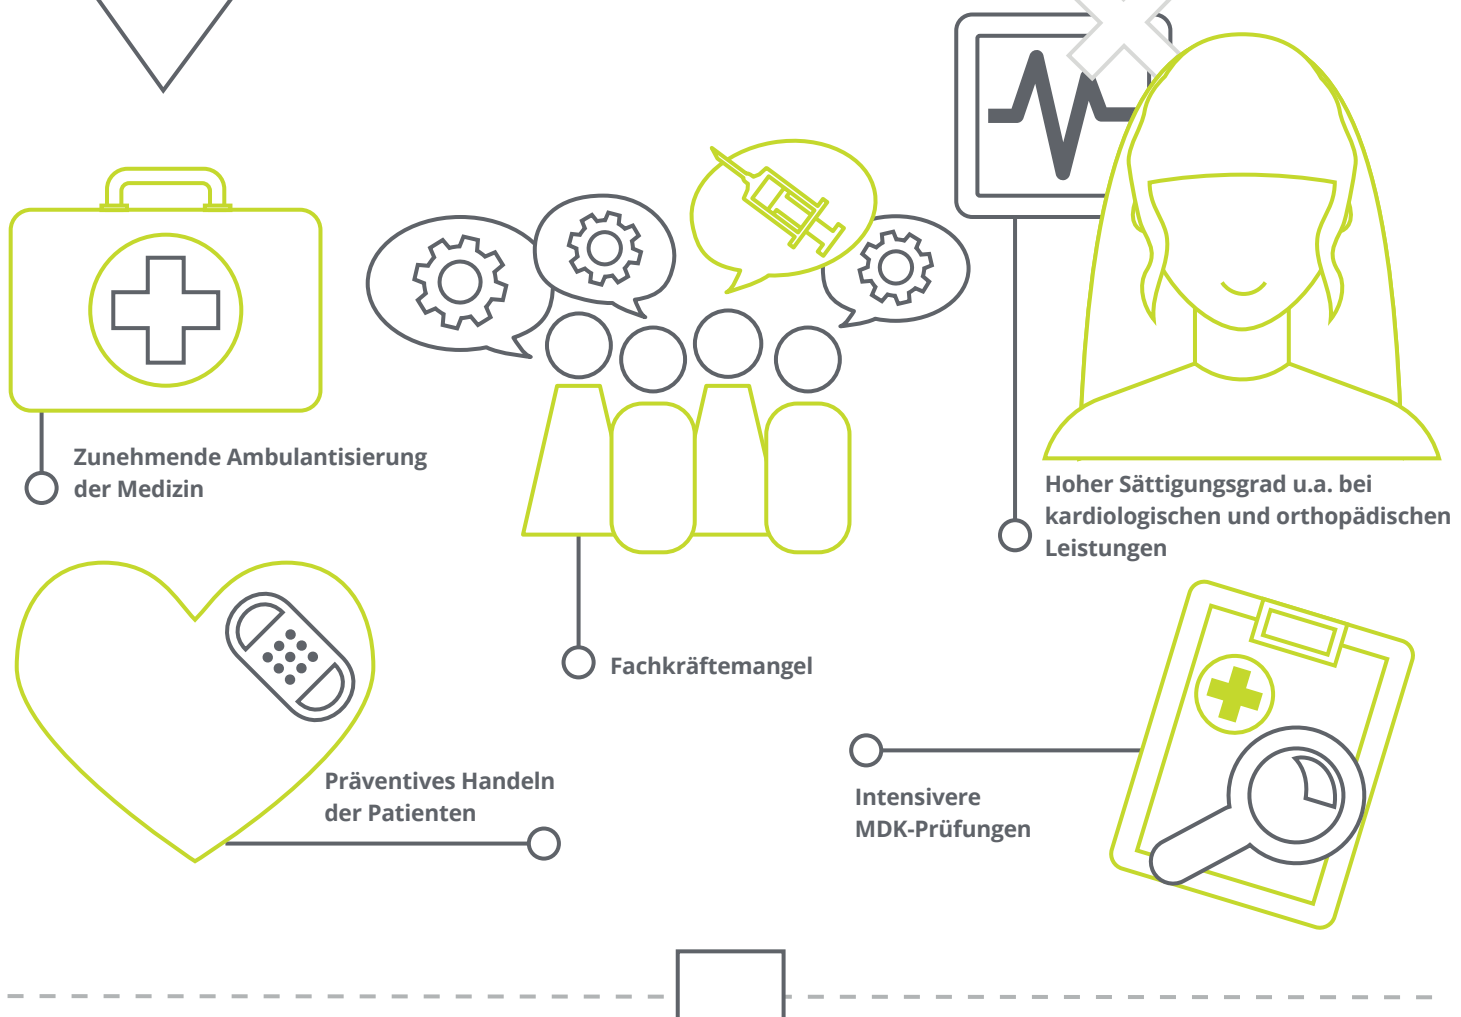 Zunehmende Ambulantisierung
der Medizin
Hoher Sättigungsgrad u.a. bei
kardiologischen und orthopädischen
Leistungen
Fachkräftemangel
Präventives Handeln
der Patienten
Intensivere
MDK-Prüfungen